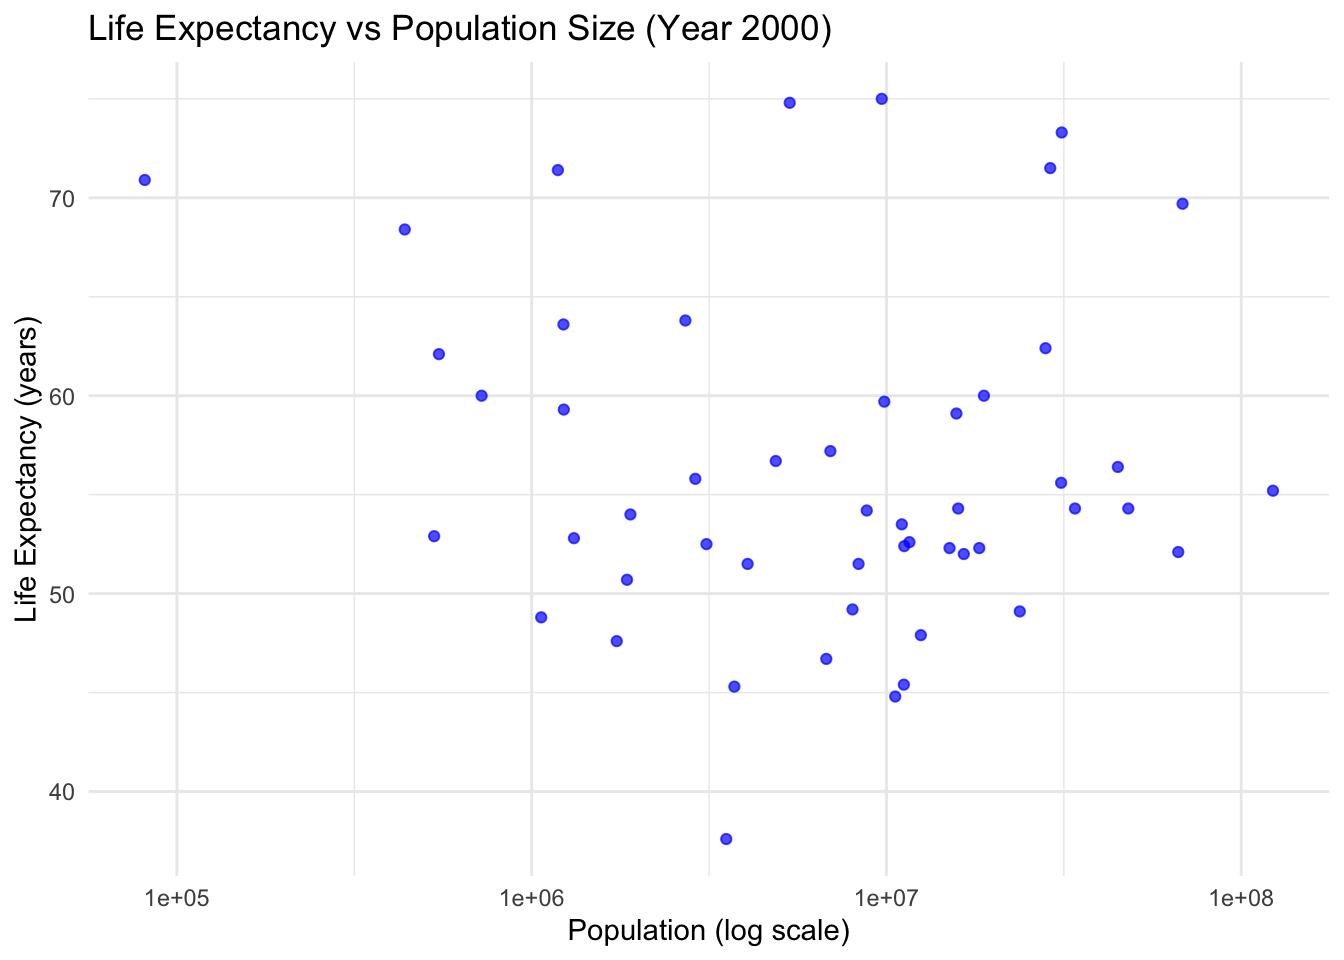 Life Expectancy vs Population Size (Year 2000)
Life Expectancy (years)
70
60
50
40
1e+05 1e+06 1e+07 1e+08
Population (log scale)